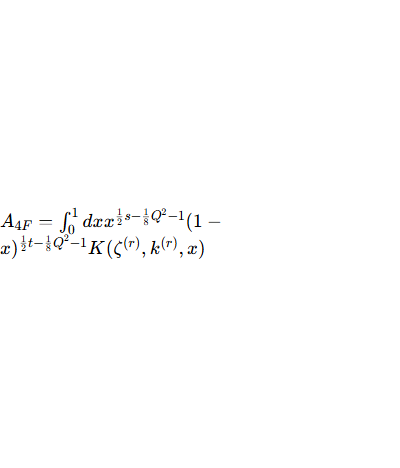 $A_{4F} = \int_0^1 dxx^{\frac{1}{2}s-\frac{1}{8}Q^2-1}(1-$
$x)^{\frac{1}{2}t-\frac{1}{8}Q^2-1}K(\zeta^{(r)}, k^{(r)}, x)$